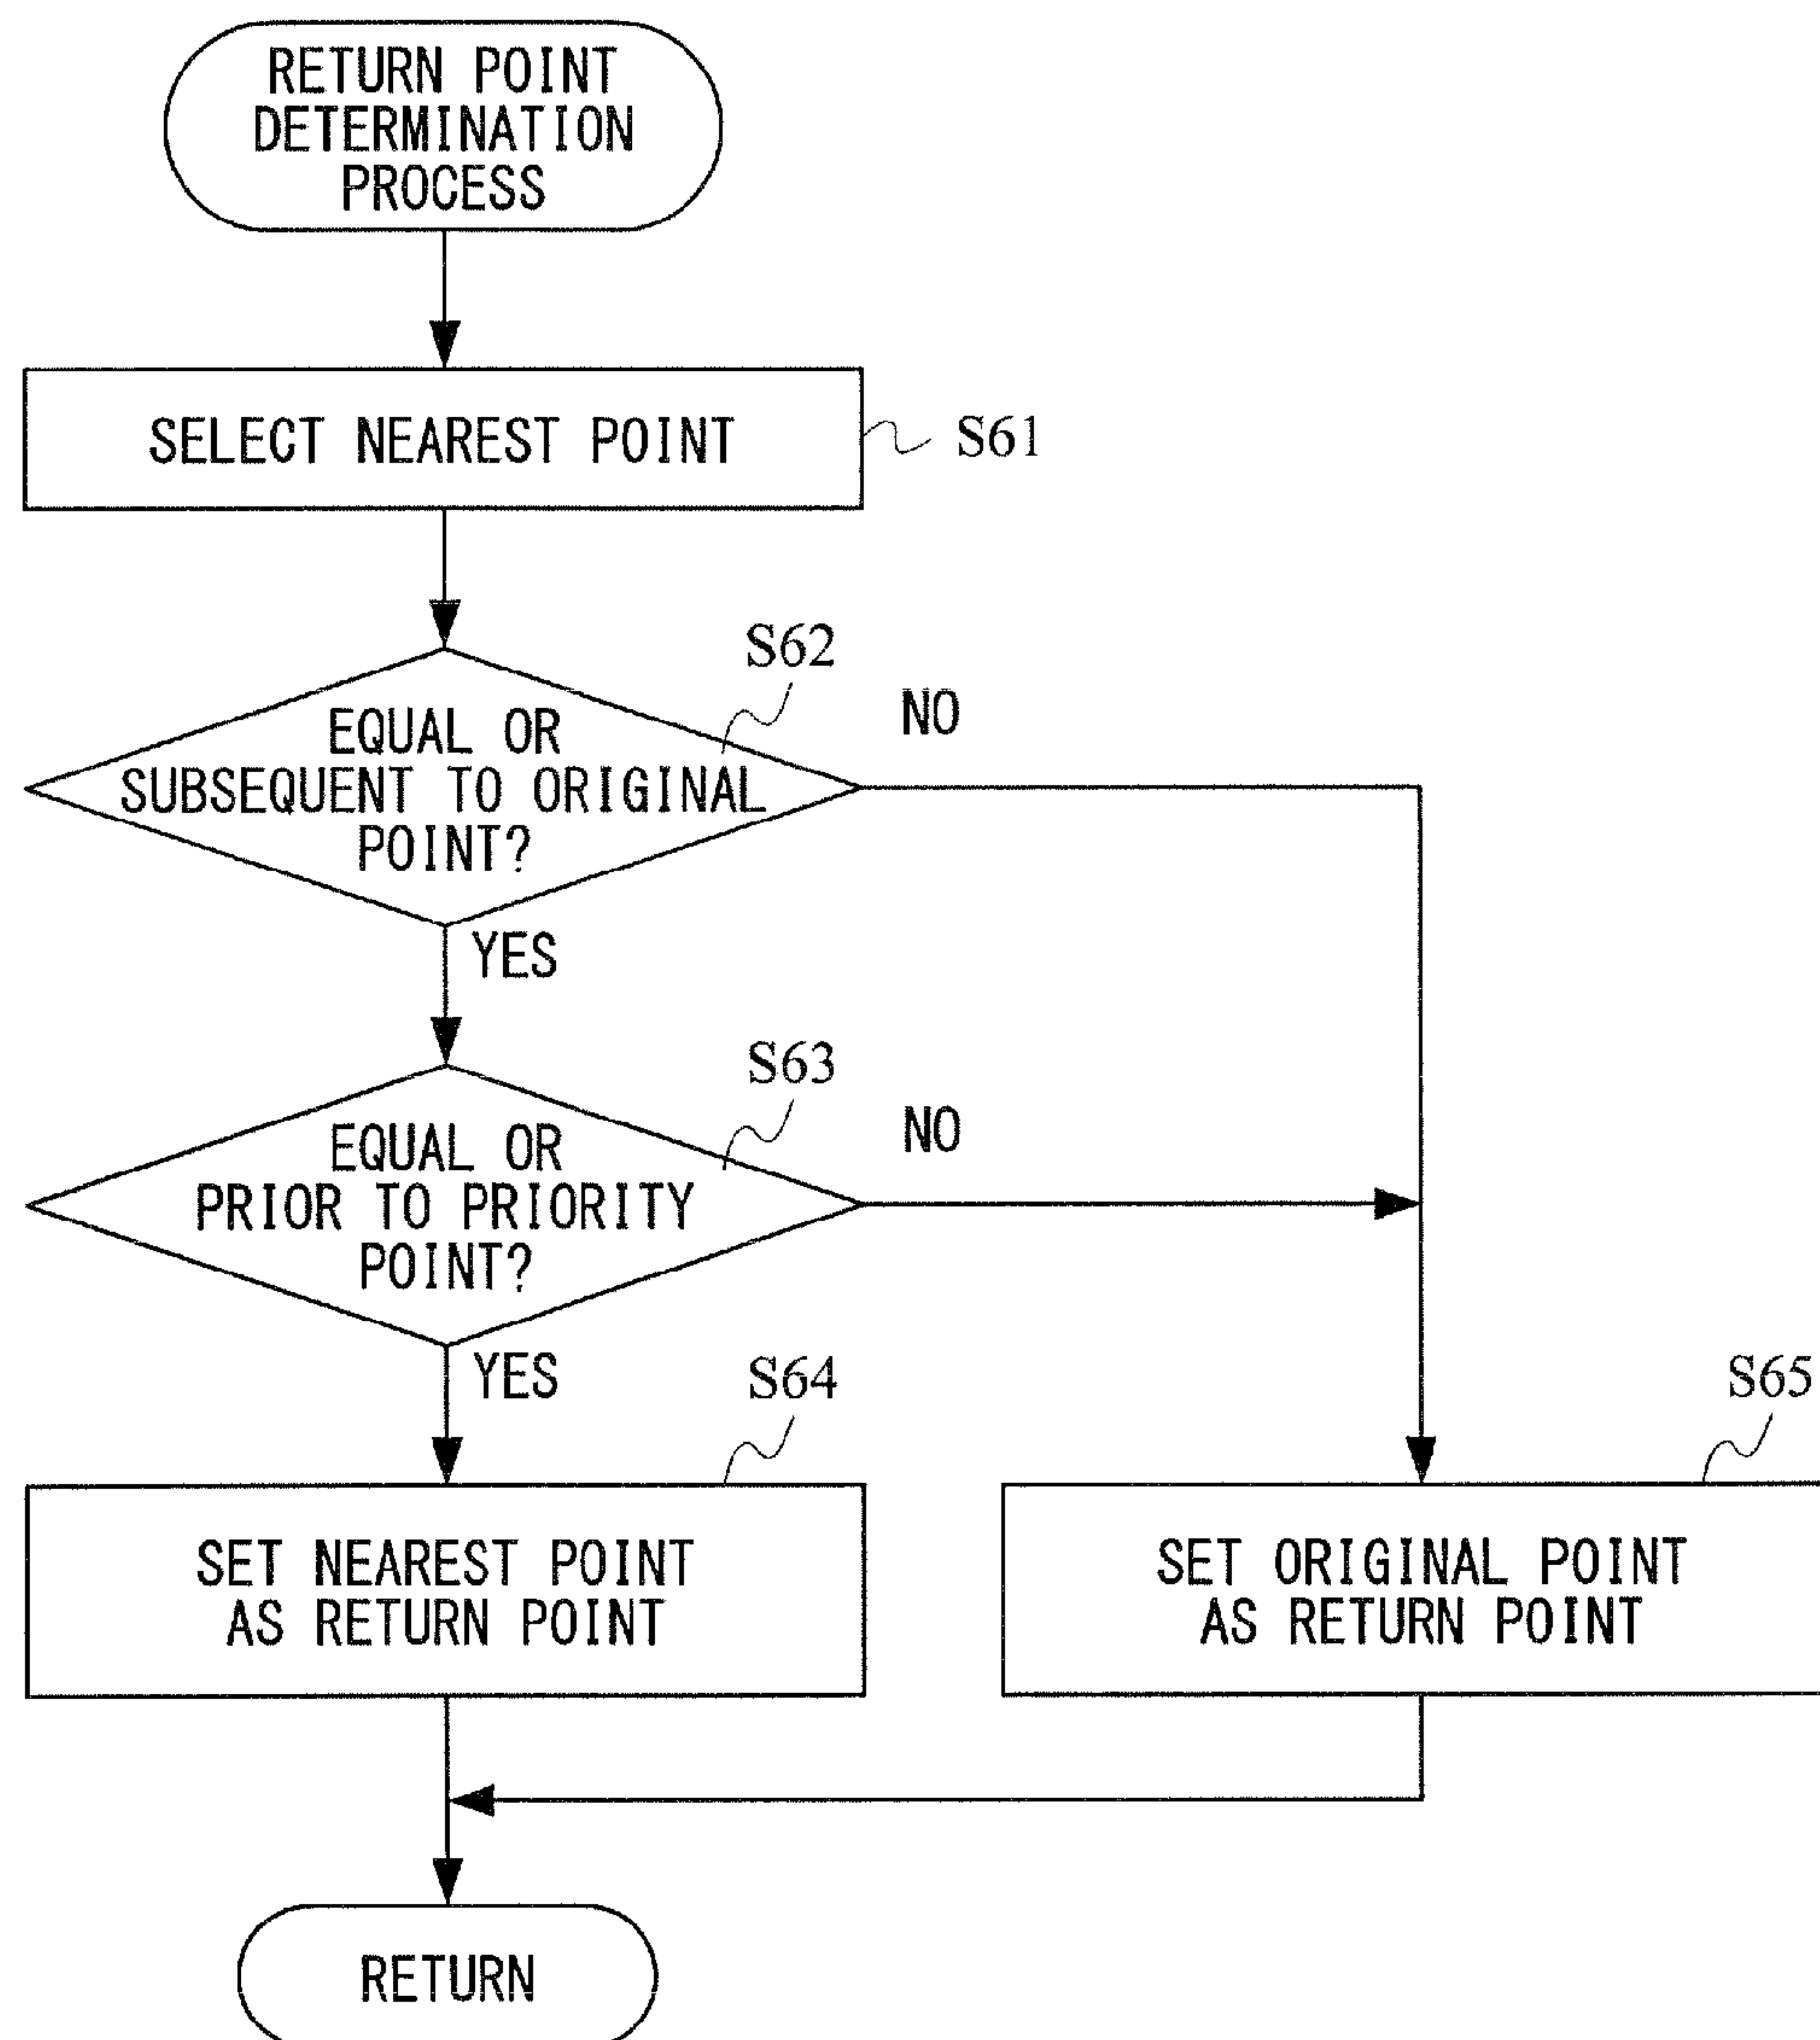 RETURN POINT
DETERMINATION
PROCESS
SELECT NEAREST POINT
S61
S62
EQUAL OR
SUBSEQUENT TO ORIGINAL
POINT?
NO
YES
S63
EQUAL OR
PRIOR TO PRIORITY
POINT?
NO
YES
S64
SET NEAREST POINT
AS RETURN POINT
S65
SET ORIGINAL POINT
AS RETURN POINT
RETURN